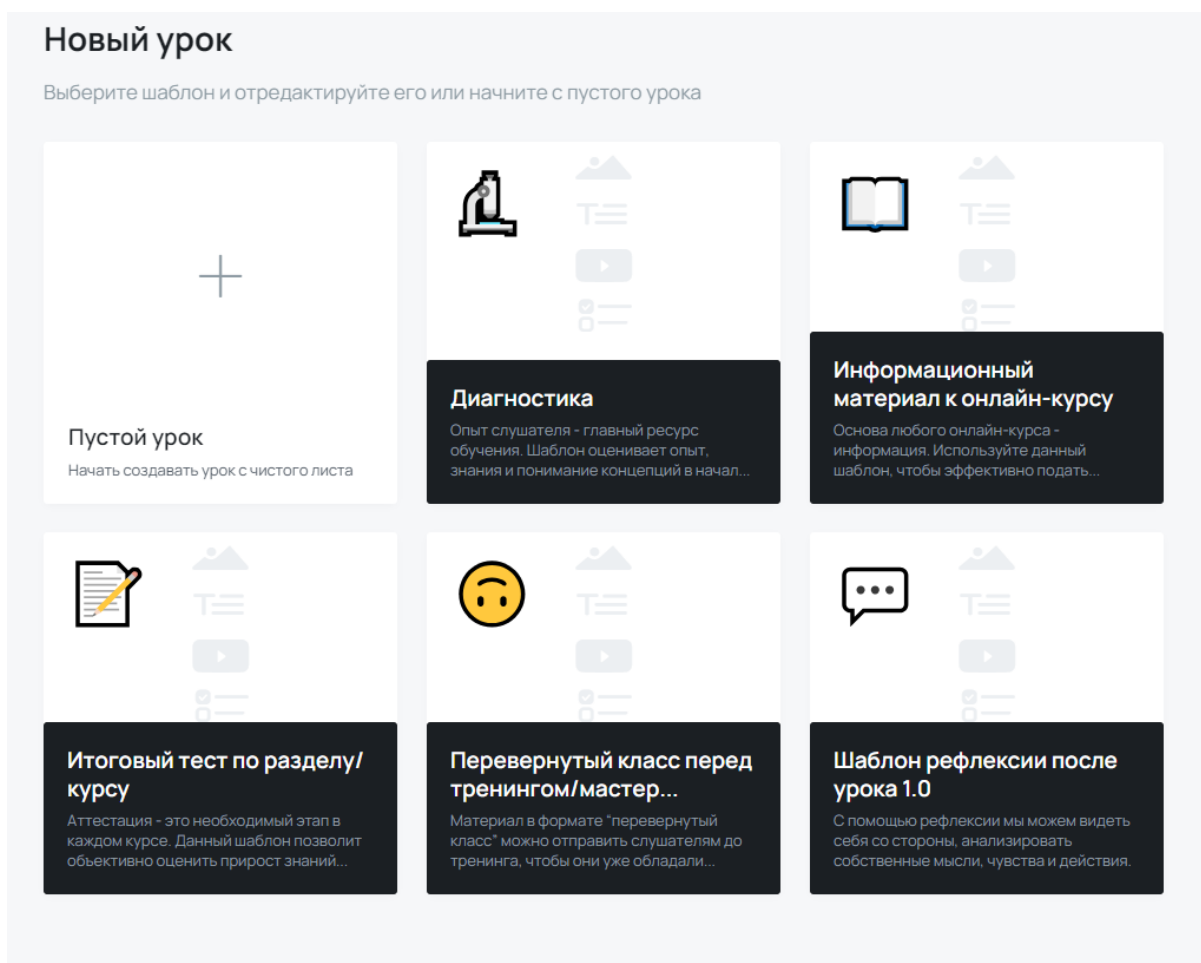 Новый урок
Выберите шаблон и отредактируйте его или начните с пустого урока
Пустой урок
Начать создавать урок с чистого листа
Диагностика
Опыт слушателя - главный ресурс
обучения. Шаблон оценивает опыт,
знания и понимание концепций в начал...
Информационный
материал к онлайн-курсу
Основа любого онлайн-курса -
информация. Используйте данный
шаблон, чтобы эффективно подать...
Итоговый тест по разделу/
курсу
Аттестация - это необходимый этап в
каждом курсе. Данный шаблон позволит
объективно оценить прирост знаний...
Перевернутый класс перед
тренингом/мастер...
Материал в формате “перевернутый
класс” можно отправить слушателям до
тренинга, чтобы они уже обладали...
Шаблон рефлексии после
урока 1.0
С помощью рефлексии мы можем видеть
себя со стороны, анализировать
собственные мысли, чувства и действия.